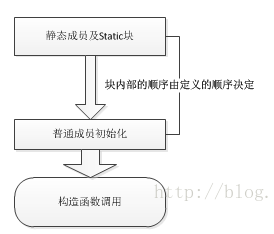 静态成员及Static块
块内部的顺序由定义的顺序决定
普通成员初始化
构造函数调用
http://blog.